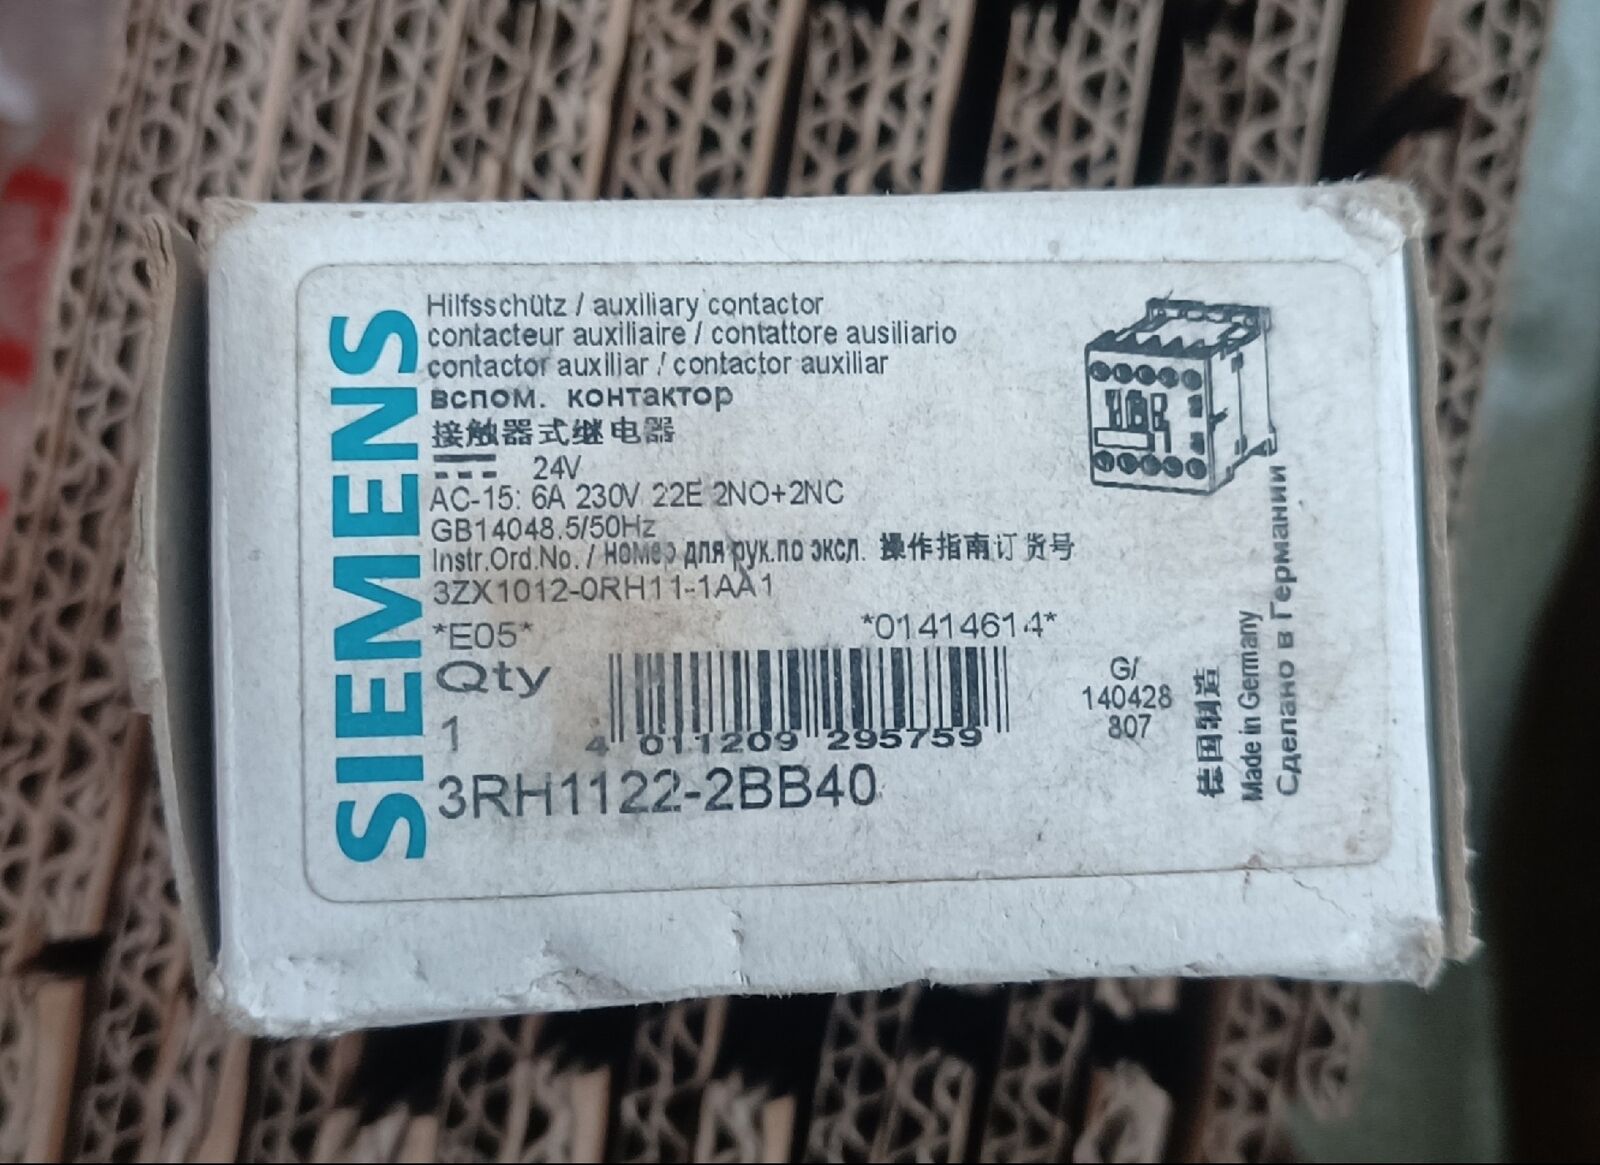 SIEMENS
Hilfsschütz / auxiliary contactor
contacteur auxiliaire / contattore ausiliario
contactor auxiliar / contactor auxiliar
вспом. контактор
接触器式继电器
24V
AC-15: 6A 230V 22E 2NO+2NC
GB14048.5/50Hz
Instr.Ord.No. / номер для рук.по эксл. 操作指南订货号
3ZX1012-0RH11-1AA1
*E05* *01414614*
Qty
1
4 011209 295759
3RH1122-2BB40
G/
140428
807
德国制造
Made in Germany
Сделано в Германии